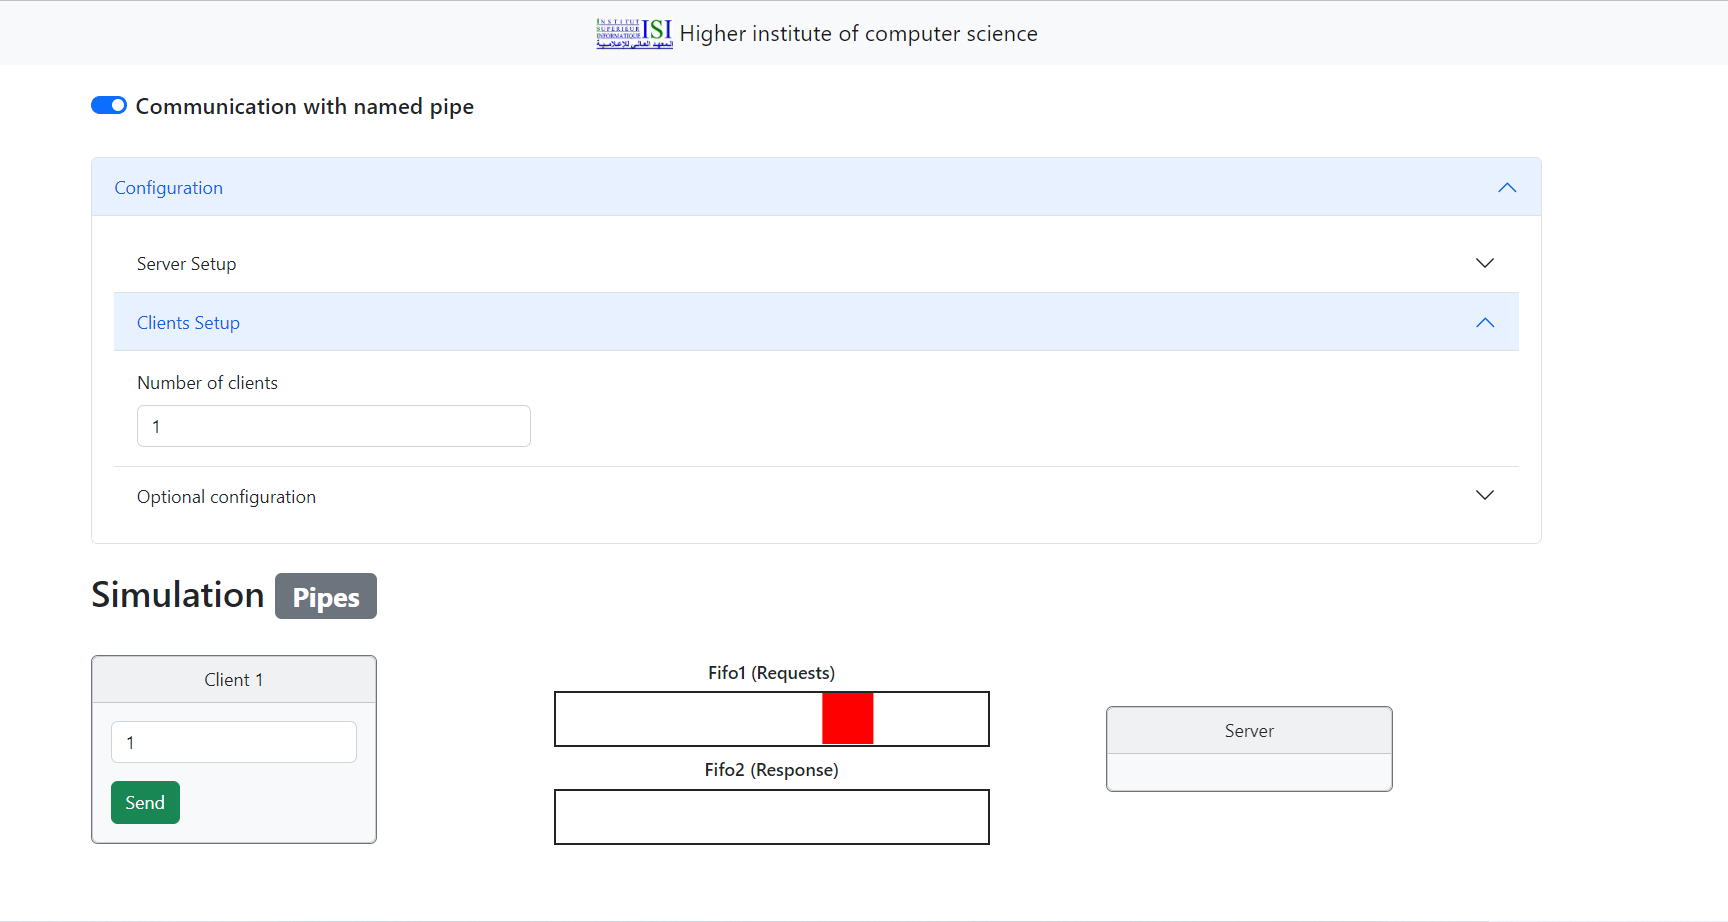 INSTITUT
SUPERIEUR
INFORMATIQUE
ISI
المعهد العالي للإعلامية
Higher institute of computer science
Communication with named pipe
Configuration
Server Setup
Clients Setup
Number of clients
1
Optional configuration
Simulation Pipes
Client 1
1
Send
Fifo1 (Requests)
Fifo2 (Response)
Server